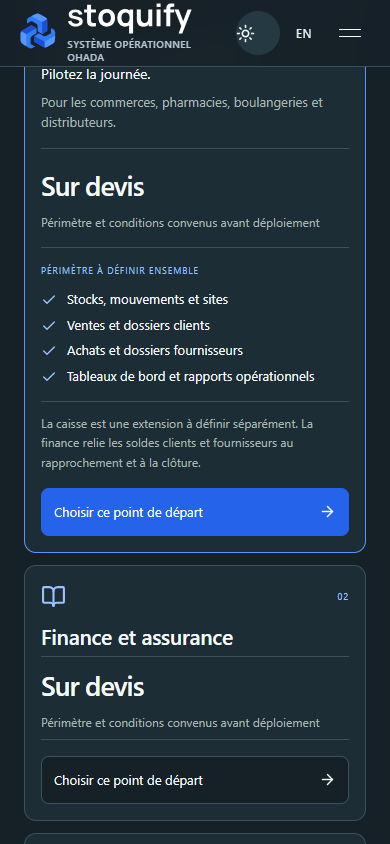 stoquify
SYSTÈME OPÉRATIONNEL
OHADA
EN
Pilotez la journée.
Pour les commerces, pharmacies, boulangeries et
distributeurs.
Sur devis
Périmètre et conditions convenus avant déploiement
PÉRIMÈTRE À DÉFINIR ENSEMBLE
Stocks, mouvements et sites
Ventes et dossiers clients
Achats et dossiers fournisseurs
Tableaux de bord et rapports opérationnels
La caisse est une extension à définir séparément. La
finance relie les soldes clients et fournisseurs au
rapprochement et à la clôture.
Choisir ce point de départ
02
Finance et assurance
Sur devis
Périmètre et conditions convenus avant déploiement
Choisir ce point de départ